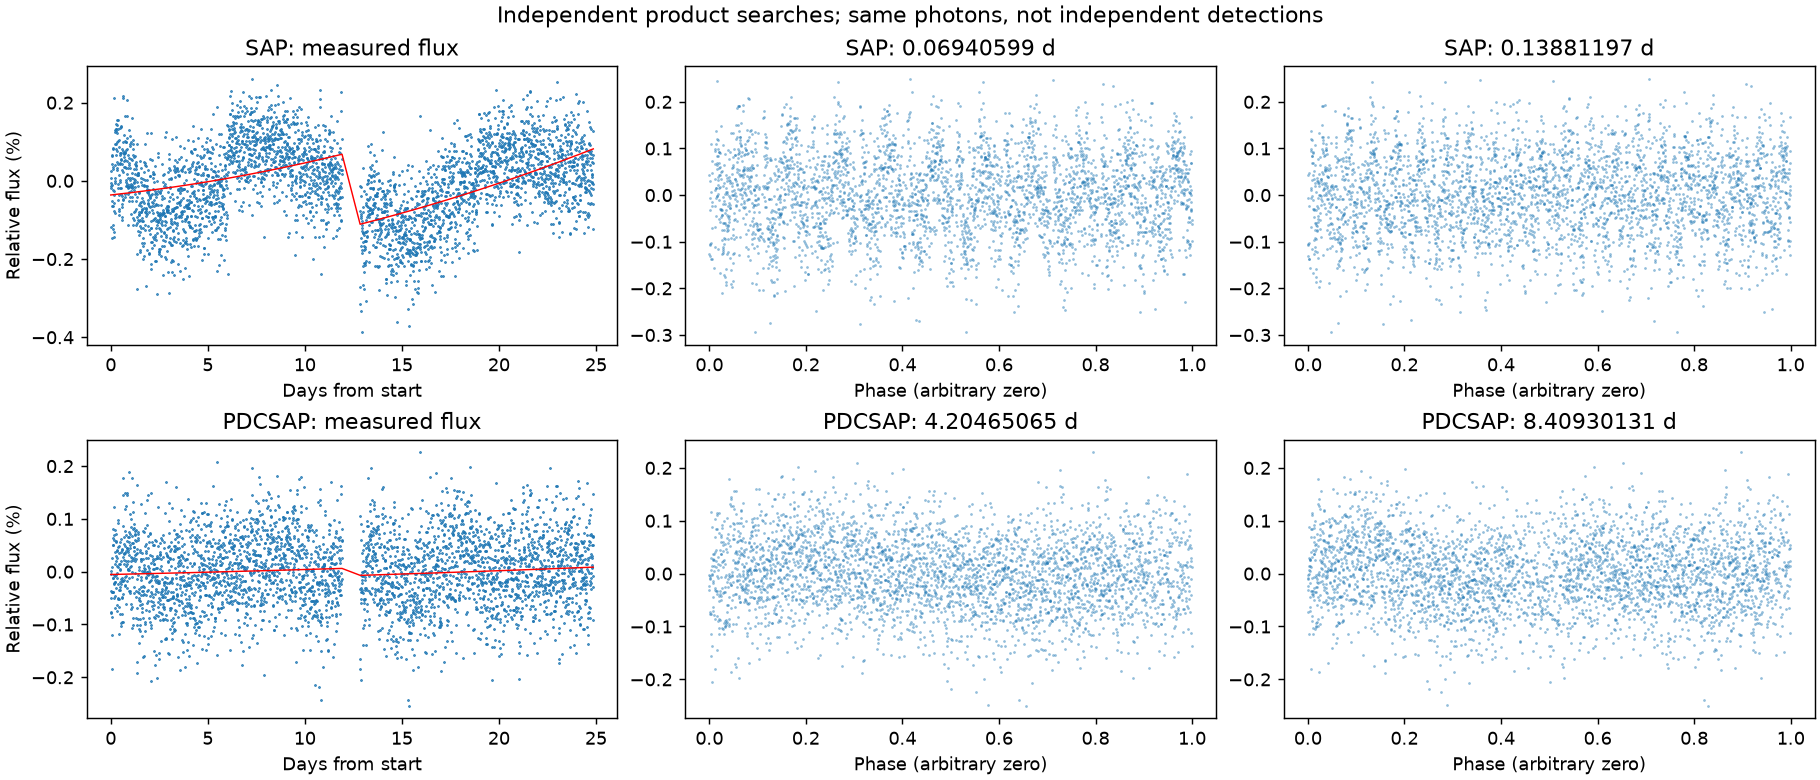 Independent product searches; same photons, not independent detections
SAP: measured flux
SAP: 0.06940599 d
SAP: 0.13881197 d
Relative flux (%)
0.2
0.0
−0.2
−0.4
0 5 10 15 20 25
Days from start
0.2
0.1
0.0
−0.1
−0.2
−0.3
0.0 0.2 0.4 0.6 0.8 1.0
Phase (arbitrary zero)
0.2
0.1
0.0
−0.1
−0.2
−0.3
0.0 0.2 0.4 0.6 0.8 1.0
Phase (arbitrary zero)
PDCSAP: measured flux
PDCSAP: 4.20465065 d
PDCSAP: 8.40930131 d
Relative flux (%)
0.2
0.1
0.0
−0.1
−0.2
0 5 10 15 20 25
Days from start
0.2
0.1
0.0
−0.1
−0.2
0.0 0.2 0.4 0.6 0.8 1.0
Phase (arbitrary zero)
0.2
0.1
0.0
−0.1
−0.2
0.0 0.2 0.4 0.6 0.8 1.0
Phase (arbitrary zero)